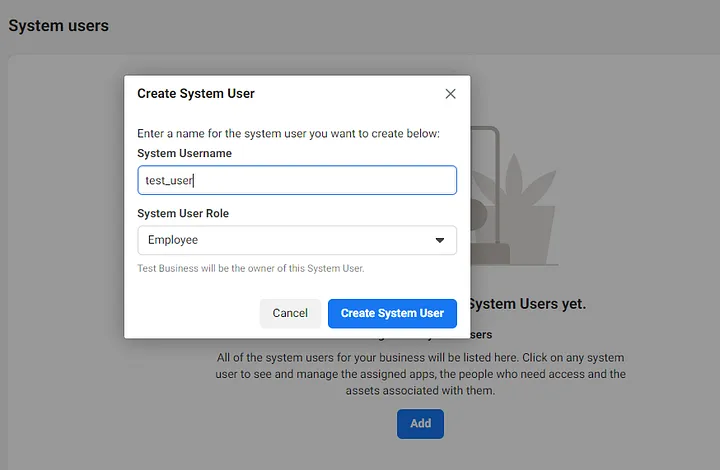 System users
Create System User
Enter a name for the system user you want to create below:
System Username
test_user
System User Role
Employee
Test Business will be the owner of this System User.
Cancel
Create System User
System Users yet.
All of the system users for your business will be listed here. Click on any system
user to see and manage the assigned apps, the people who need access and the
assets associated with them.
Add